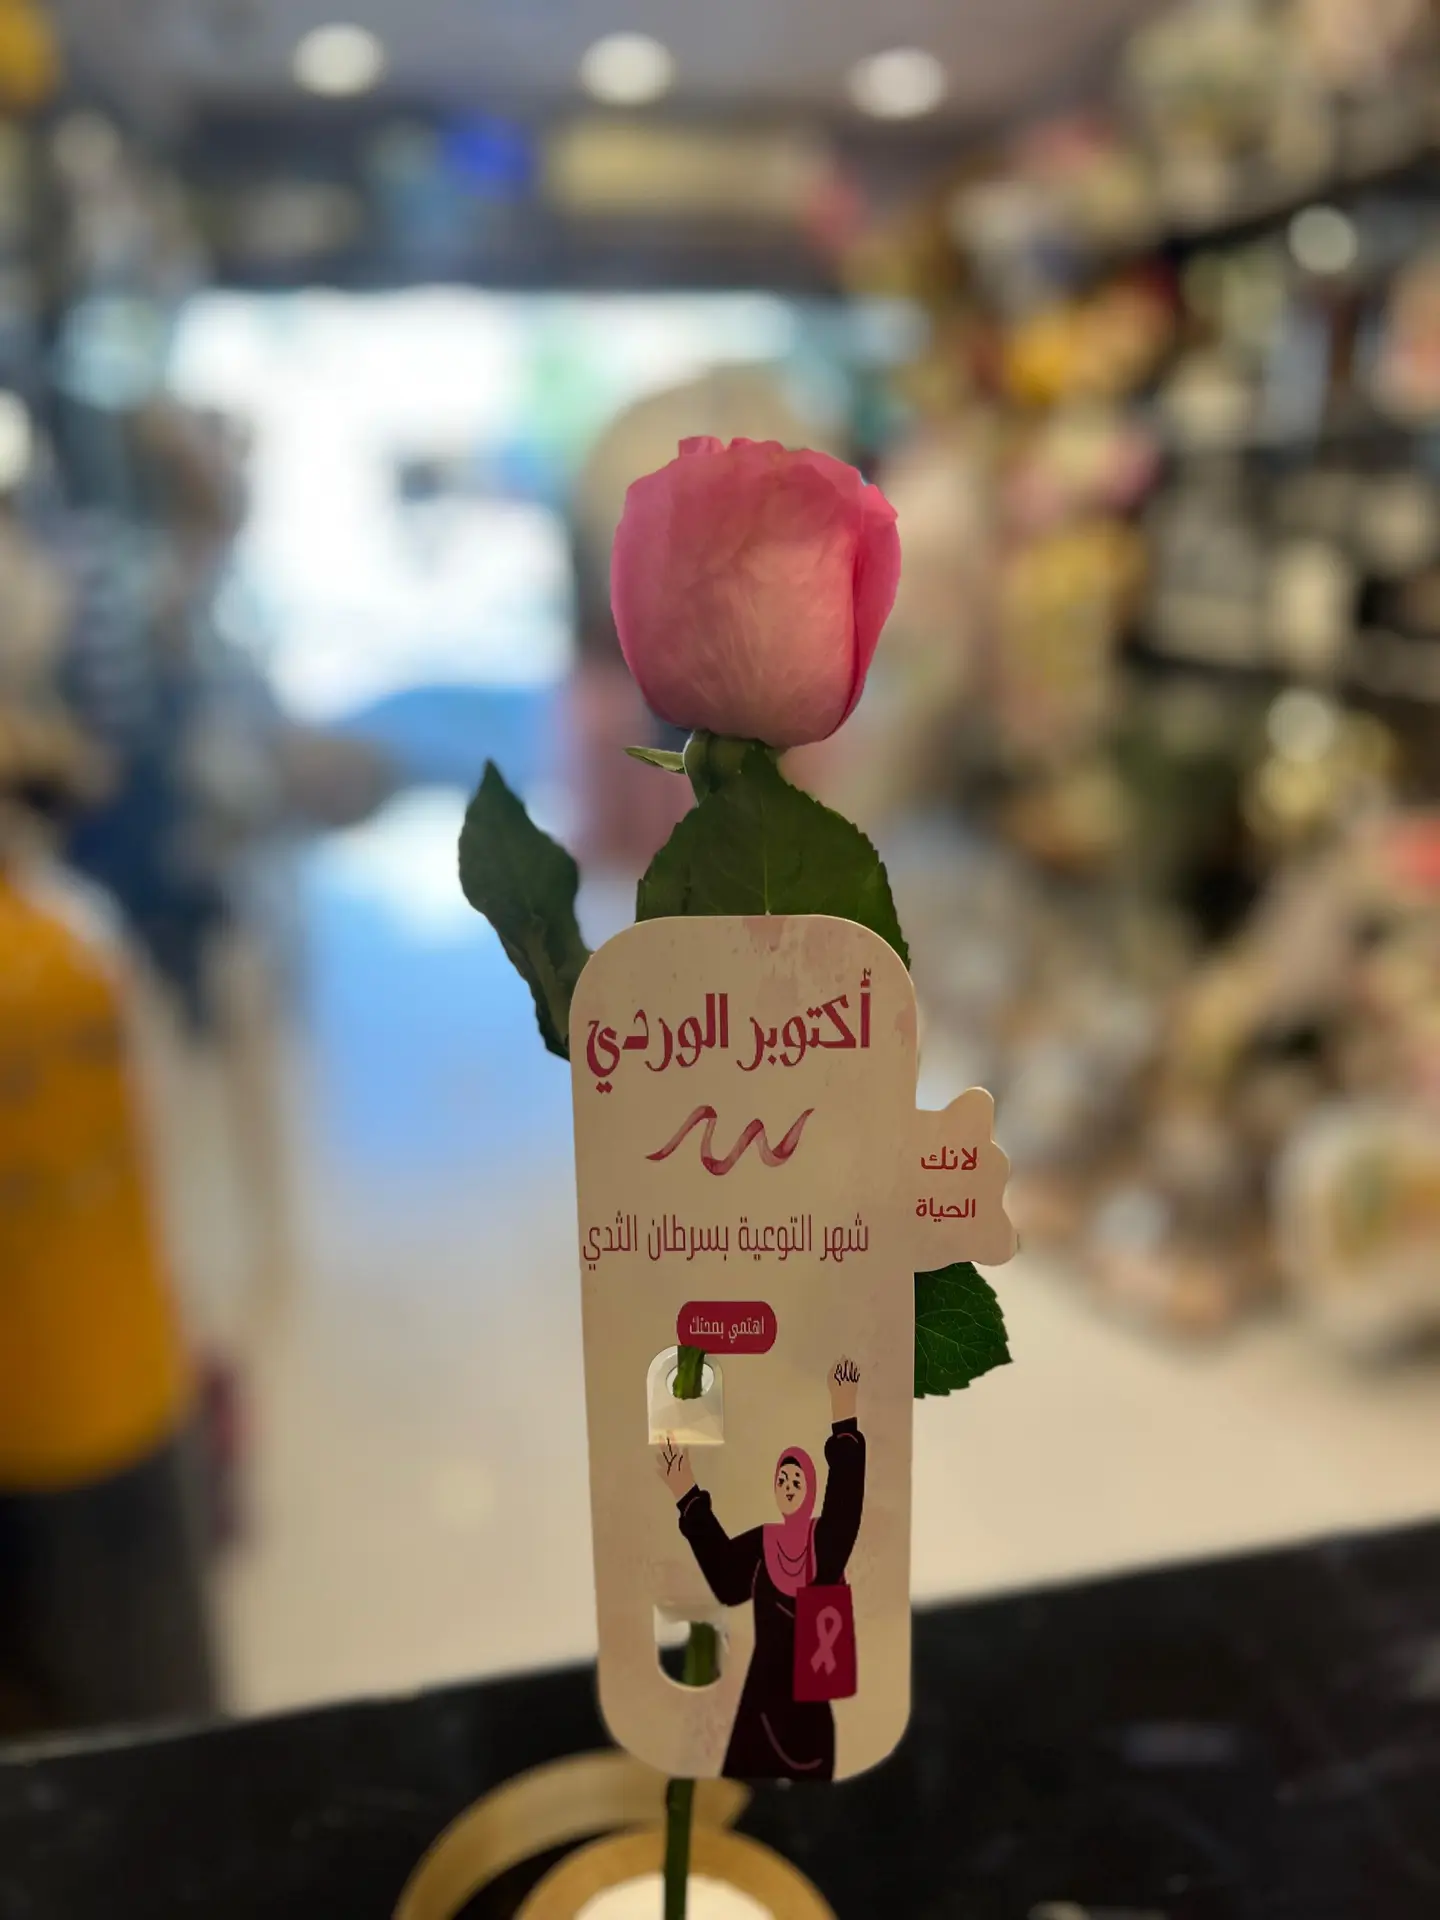 أكتوبر الوردي
شهر التوعية بسرطان الثدي
لانك
الحياة
اهتمي بصحتك